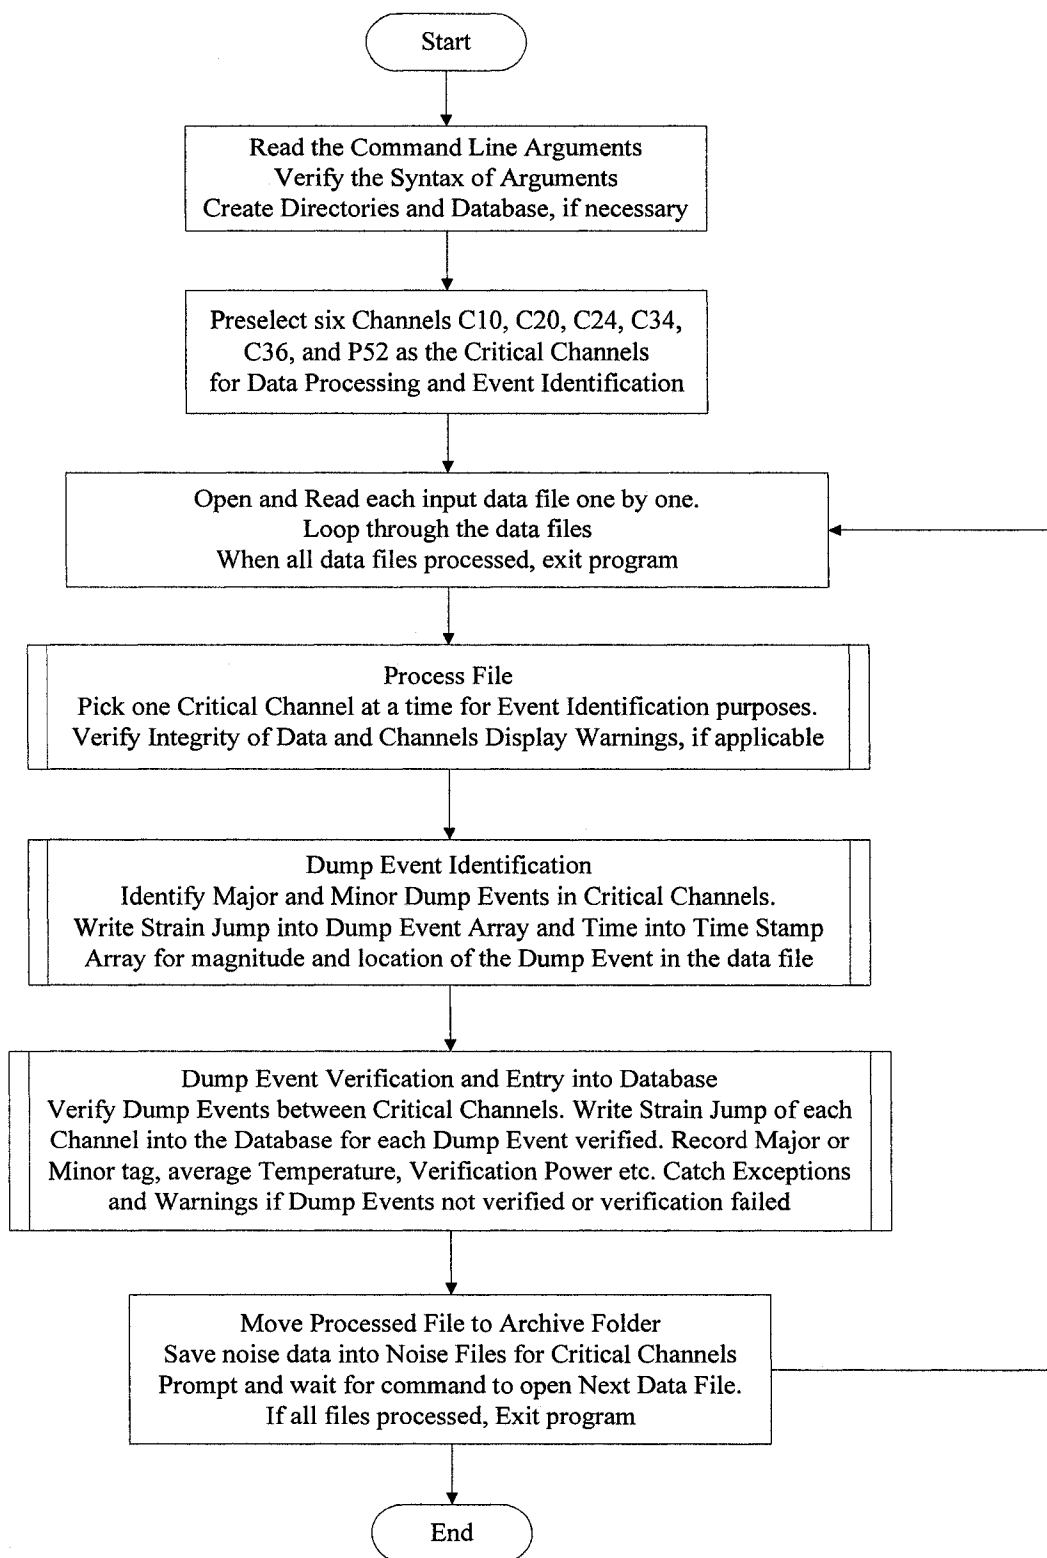 Start
Read the Command Line Arguments
Verify the Syntax of Arguments
Create Directories and Database, if necessary
Preselect six Channels C10, C20, C24, C34,
C36, and P52 as the Critical Channels
for Data Processing and Event Identification
Open and Read each input data file one by one.
Loop through the data files
When all data files processed, exit program
Process File
Pick one Critical Channel at a time for Event Identification purposes.
Verify Integrity of Data and Channels Display Warnings, if applicable
Dump Event Identification
Identify Major and Minor Dump Events in Critical Channels.
Write Strain Jump into Dump Event Array and Time into Time Stamp
Array for magnitude and location of the Dump Event in the data file
Dump Event Verification and Entry into Database
Verify Dump Events between Critical Channels. Write Strain Jump of each
Channel into the Database for each Dump Event verified. Record Major or
Minor tag, average Temperature, Verification Power etc. Catch Exceptions
and Warnings if Dump Events not verified or verification failed
Move Processed File to Archive Folder
Save noise data into Noise Files for Critical Channels
Prompt and wait for command to open Next Data File.
If all files processed, Exit program
End